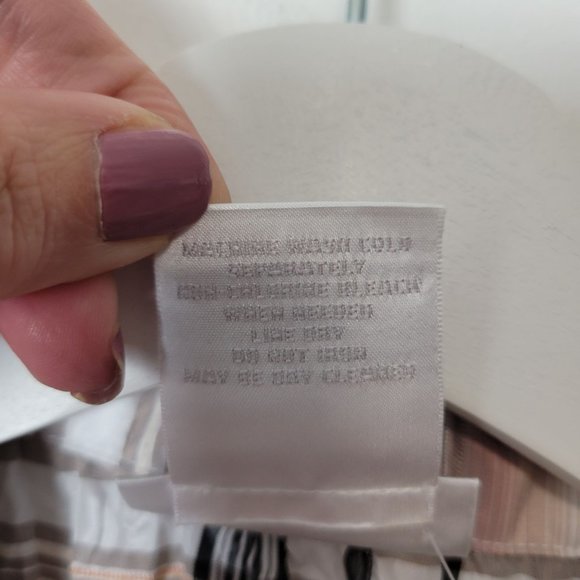 MACHINE WASH COLD
SEPARATELY
NON-CHLORINE BLEACH
WHEN NEEDED
LINE DRY
DO NOT IRON
MAY BE DRY CLEANED